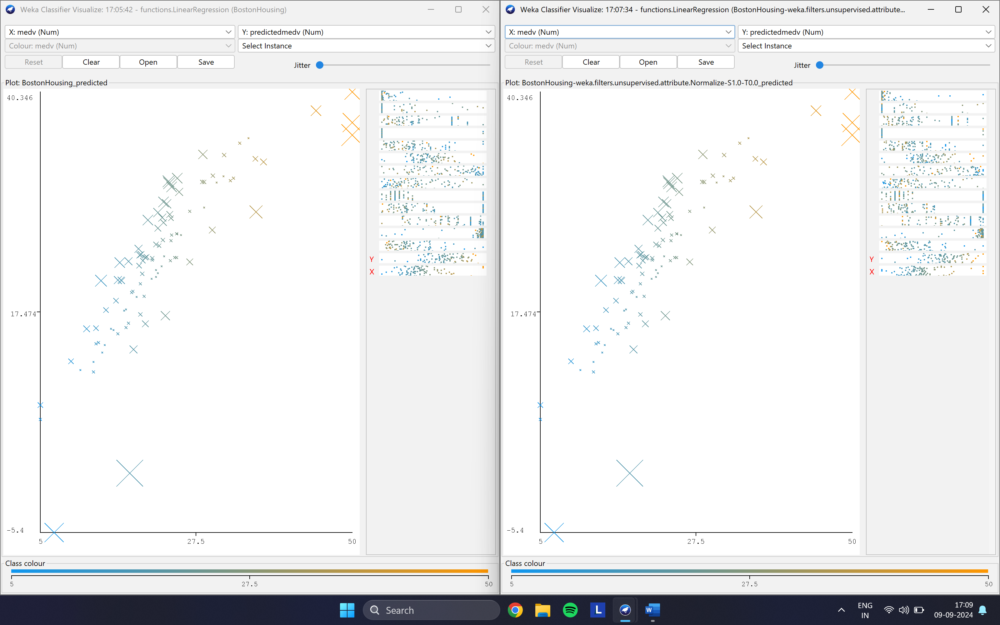 Weka Classifier Visualize: 17:05:42 - functions.LinearRegression (BostonHousing)
X: medv (Num)
Y: predictedmedv (Num)
Colour: medv (Num)
Select Instance
Reset
Clear
Open
Save
Jitter
Plot: BostonHousing_predicted
40.346
17.474
-5.4
5
27.5
50
Y
X
Class colour
5
27.5
50
Weka Classifier Visualize: 17:07:34 - functions.LinearRegression (BostonHousing-weka.filters.unsupervised.attribute...
X: medv (Num)
Y: predictedmedv (Num)
Colour: medv (Num)
Select Instance
Reset
Clear
Open
Save
Jitter
Plot: BostonHousing-weka.filters.unsupervised.attribute.Normalize-S1.0-T0.0_predicted
40.346
17.474
-5.4
5
27.5
50
Y
X
Class colour
5
27.5
50
Search
L
W
ENG
IN
17:09
09-09-2024